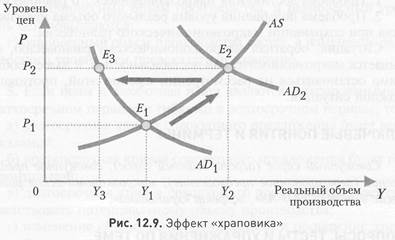 Уровень
цен
P
AS
P₂
E₃
E₂
AD₂
P₁
E₁
AD₁
0
Y₃
Y₁
Y₂
Реальный объем
производства
Y
Рис. 12.9. Эффект «храповика»